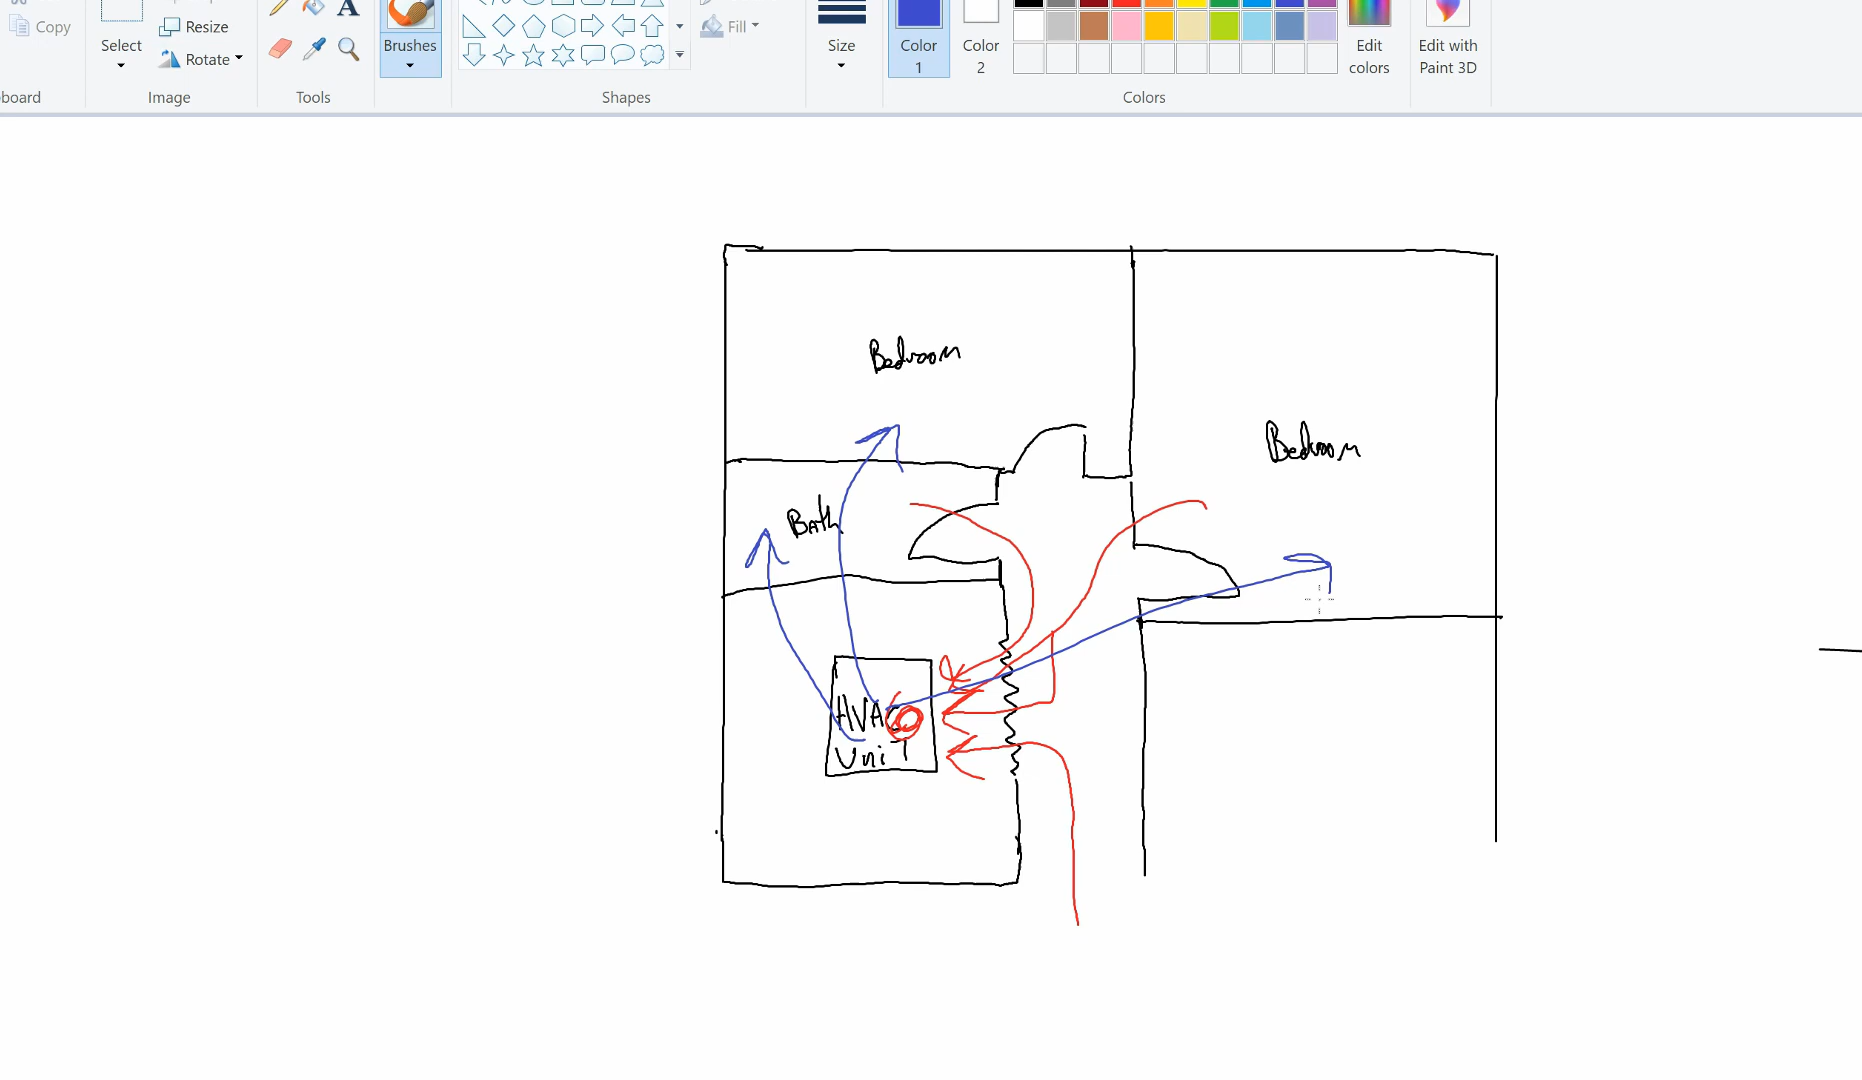 Copy
Select
Resize
Rotate
A
Brushes
Fill
Size
Color
1
Color
2
Edit
colors
Edit with
Paint 3D
board
Image
Tools
Shapes
Colors
Bedroom
Bedroom
Bath
HVAC
Unit